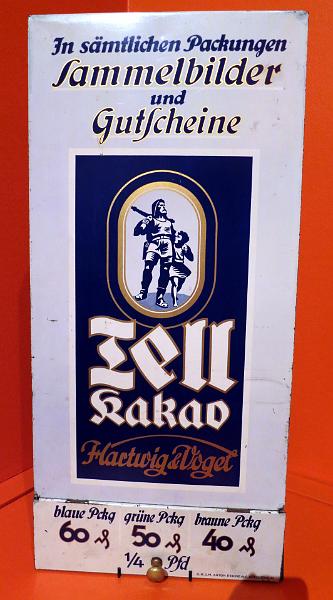 In sämtlichen Packungen
Sammelbilder
und
Gutscheine
Tell
Kakao
Hartwig & Vogel
blaue Pckg grüne Pckg braune Pckg
60 ₰ 50 ₰ 40 ₰
1/4 Pfd